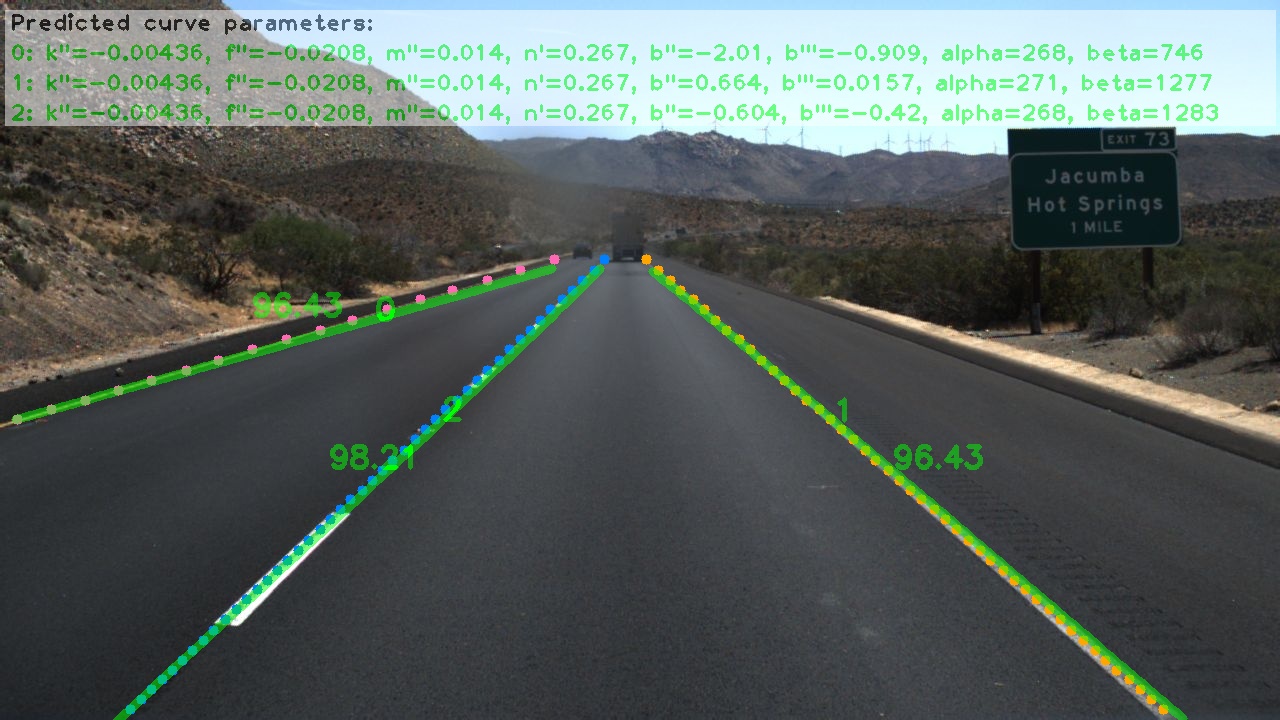 Predicted curve parameters:
0: k''=-0.00436, f''=-0.0208, m''=0.014, n'=0.267, b''=-2.01, b'''=-0.909, alpha=268, beta=746
1: k''=-0.00436, f''=-0.0208, m''=0.014, n'=0.267, b''=0.664, b'''=0.0157, alpha=271, beta=1277
2: k''=-0.00436, f''=-0.0208, m''=0.014, n'=0.267, b''=-0.604, b'''=-0.42, alpha=268, beta=1283
EXIT 73
Jacumba
Hot Springs
1 MILE
96.43 0
2 1
98.21 96.43